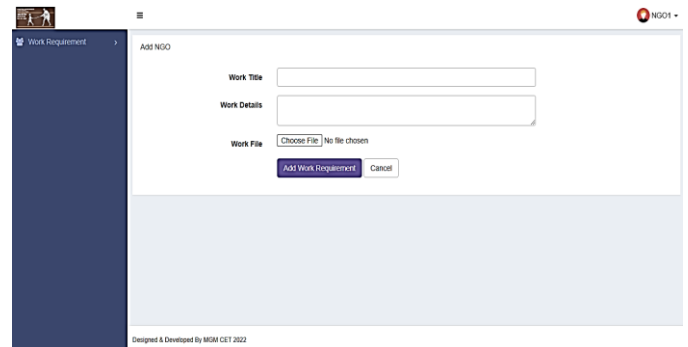 NGO1
Work Requirement
Add NGO
Work Title
Work Details
Work File
Choose File No file chosen
Add Work Requirement Cancel
Designed & Developed By MGM CET 2022